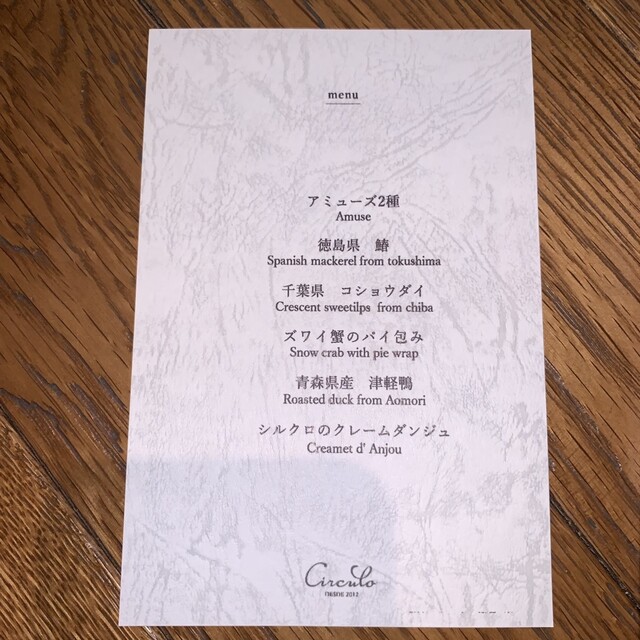 menu
アミューズ2種
Amuse
徳島県 鰆
Spanish mackerel from tokushima
千葉県 コショウダイ
Crescent sweetilps from chiba
ズワイ蟹のパイ包み
Snow crab with pie wrap
青森県産 津軽鴨
Roasted duck from Aomori
シルクロのクレームダンジュ
Creamet d' Anjou
Circulo